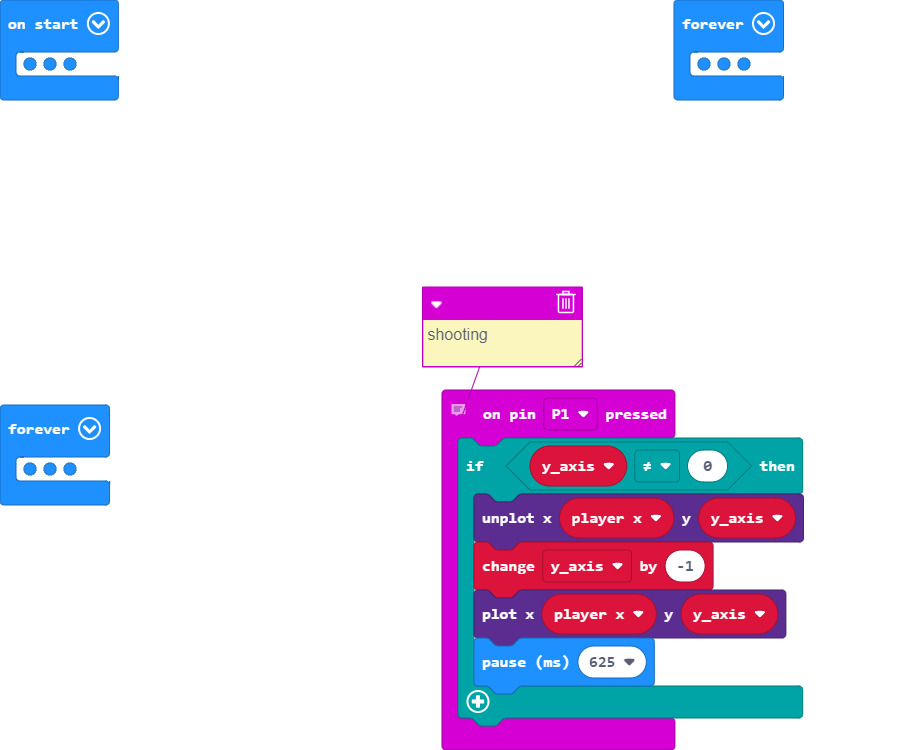 on start
forever
shooting
on pin P1 pressed
forever
if y_axis ≠ 0 then
unplot x player x y y_axis
change y_axis by -1
plot x player x y y_axis
pause (ms) 625